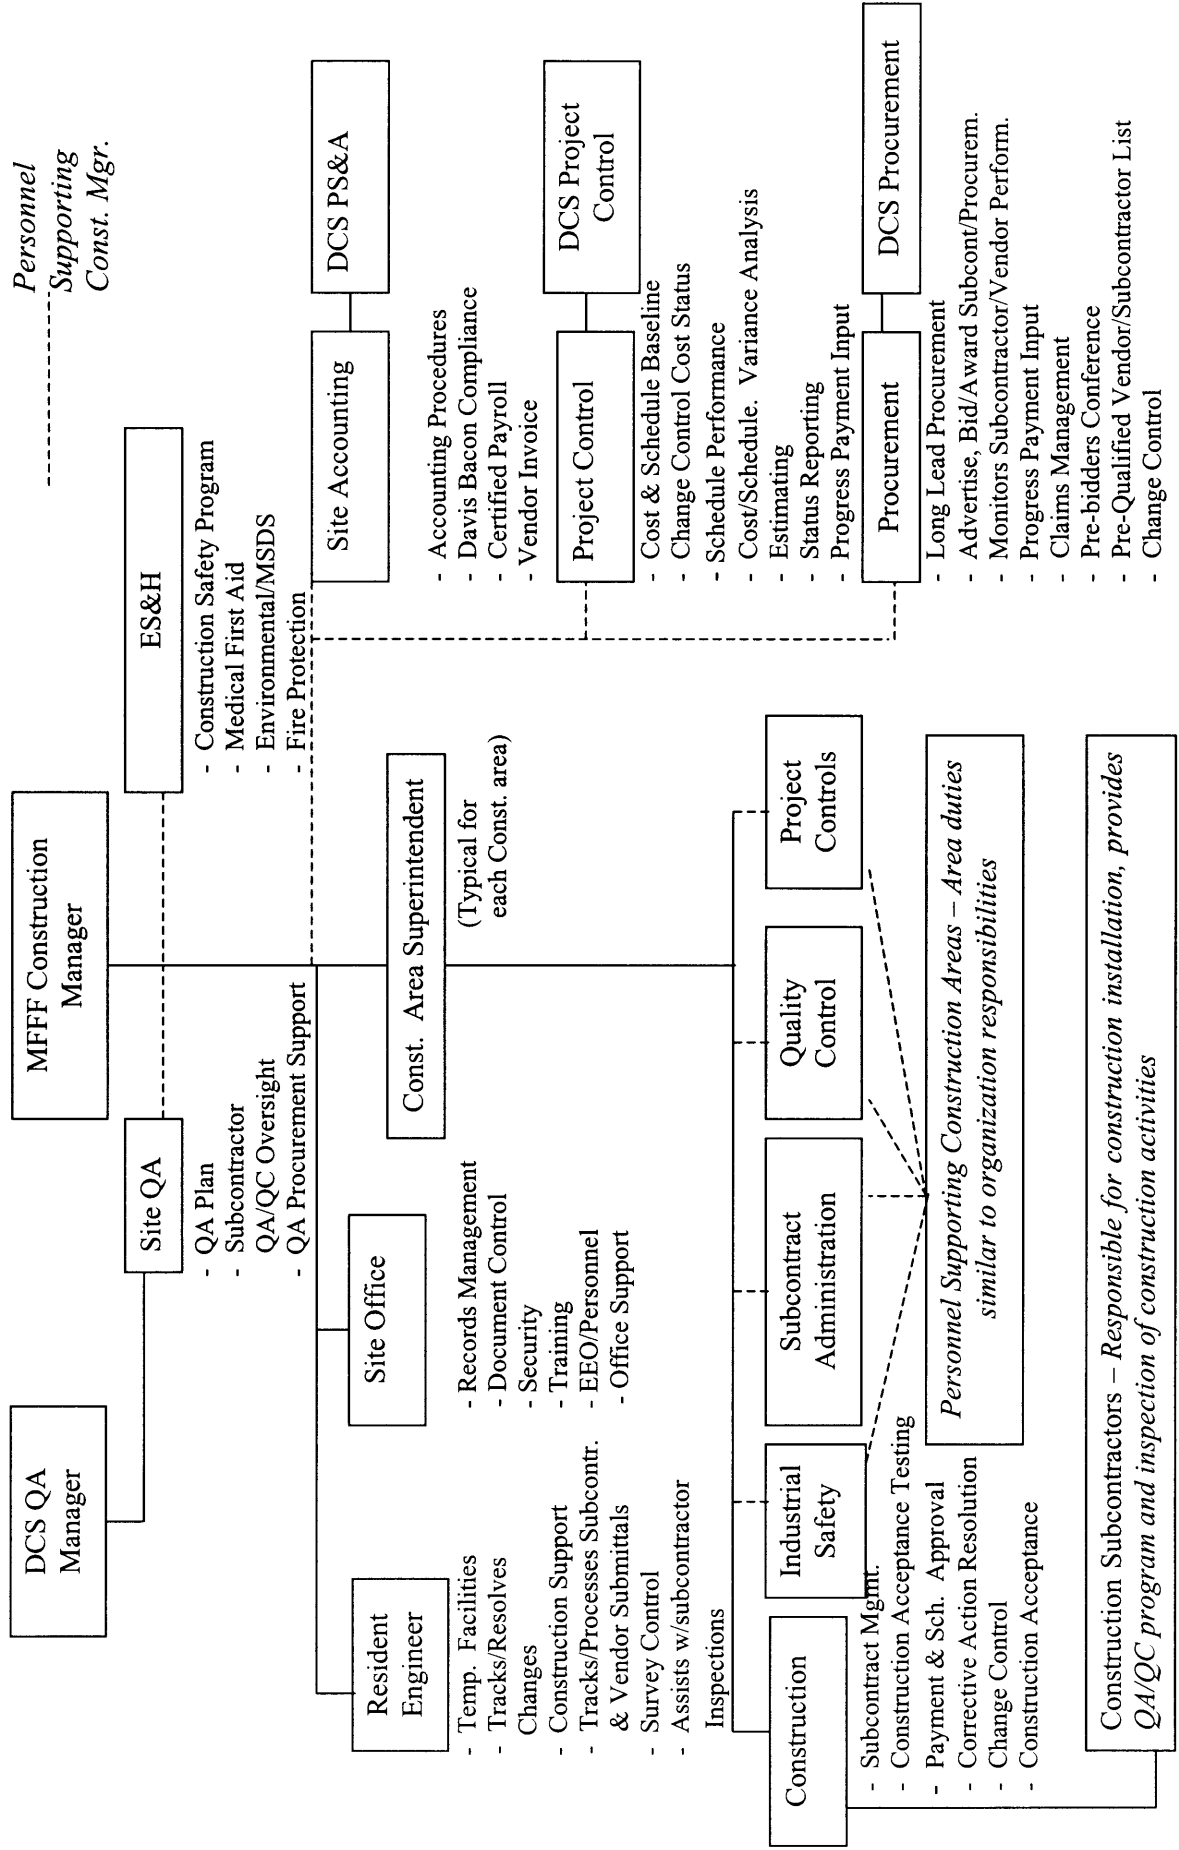 DCS QA
Manager
MFFF Construction
Manager
Personnel
Supporting
Const. Mgr.
Site QA
- QA Plan
- Subcontractor
QA/QC Oversight
- QA Procurement Support
ES&H
- Construction Safety Program
- Medical First Aid
- Environmental/MSDS
- Fire Protection
Resident
Engineer
- Temp. Facilities
- Tracks/Resolves
Changes
- Construction Support
- Tracks/Processes Subcontr.
& Vendor Submittals
- Survey Control
- Assists w/subcontractor
Inspections
Site Office
- Records Management
- Document Control
- Security
- Training
- EEO/Personnel
- Office Support
Const. Area Superintendent
(Typical for
each Const. area)
Site Accounting
DCS PS&A
- Accounting Procedures
- Davis Bacon Compliance
- Certified Payroll
- Vendor Invoice
Project Control
DCS Project
Control
- Cost & Schedule Baseline
- Change Control Cost Status
- Schedule Performance
- Cost/Schedule. Variance Analysis
- Estimating
- Status Reporting
- Progress Payment Input
Procurement
DCS Procurement
- Long Lead Procurement
- Advertise, Bid/Award Subcont/Procurem.
- Monitors Subcontractor/Vendor Perform.
- Progress Payment Input
- Claims Management
- Pre-bidders Conference
- Pre-Qualified Vendor/Subcontractor List
- Change Control
Construction
- Subcontract Mgmt.
- Construction Acceptance Testing
- Payment & Sch. Approval
- Corrective Action Resolution
- Change Control
- Construction Acceptance
Industrial
Safety
Subcontract
Administration
Quality
Control
Project
Controls
Personnel Supporting Construction Areas – Area duties
similar to organization responsibilities
Construction Subcontractors – Responsible for construction installation, provides
QA/QC program and inspection of construction activities